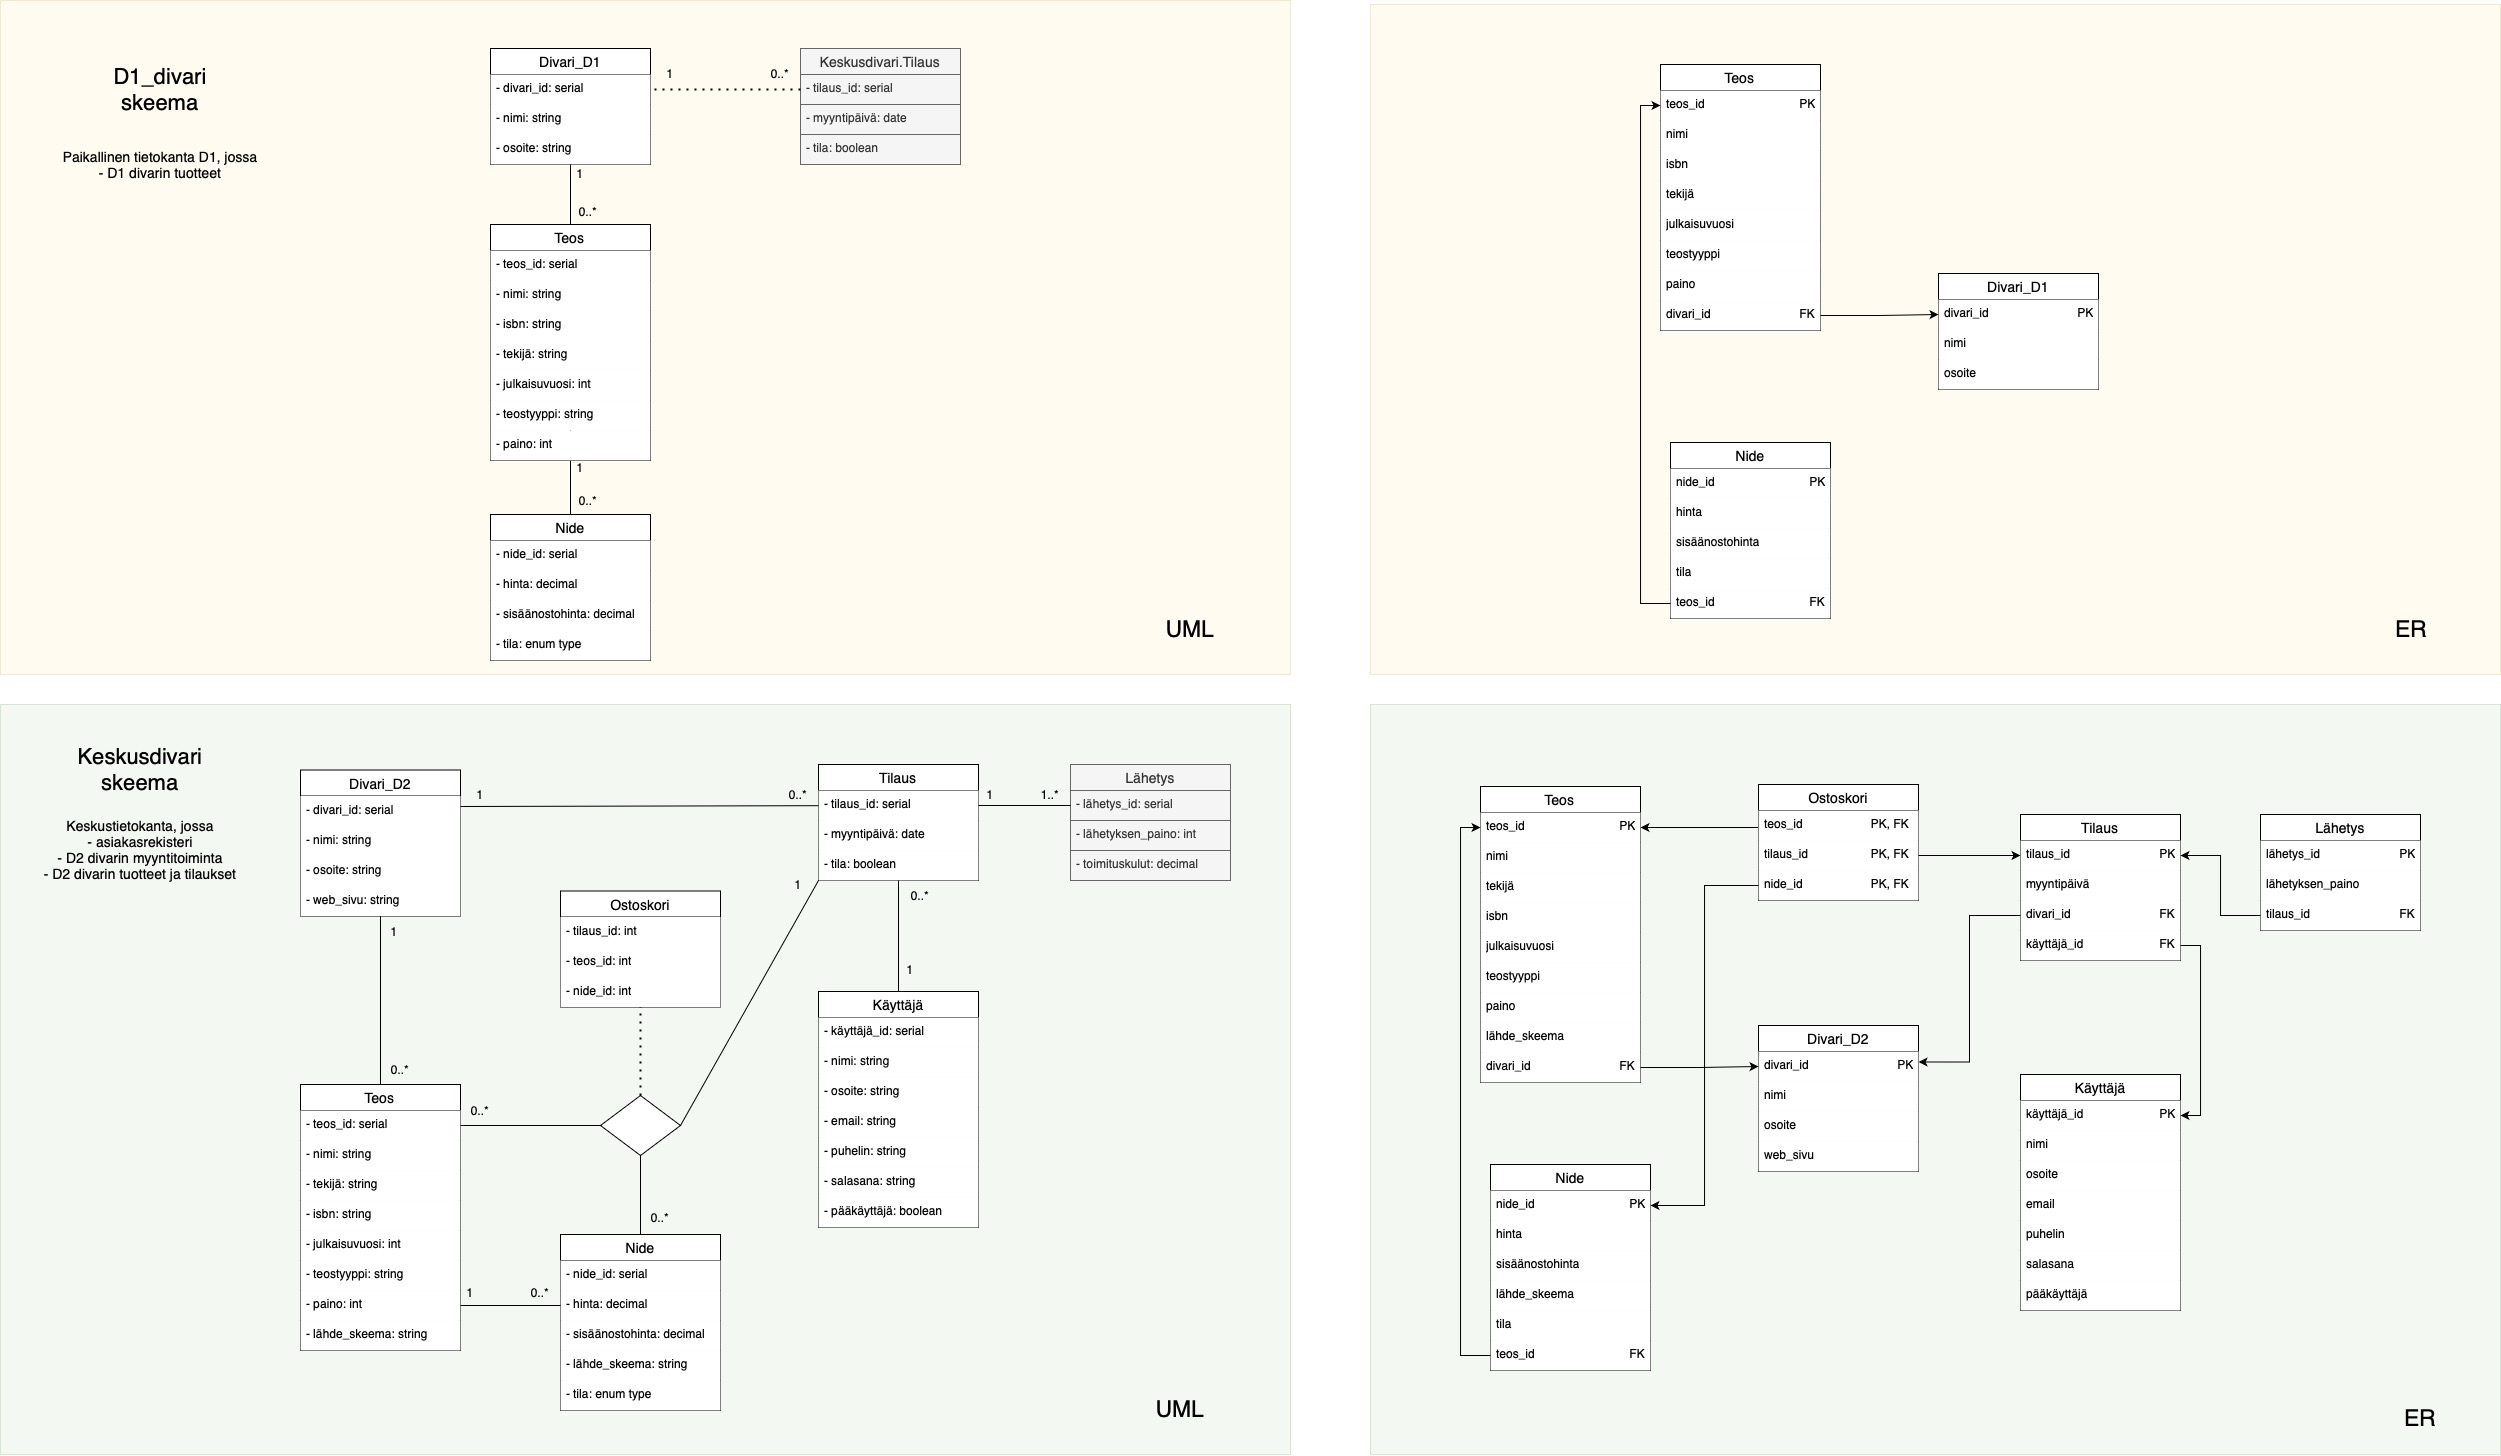 D1_divari
skeema
Paikallinen tietokanta D1, jossa
- D1 divarin tuotteet
Divari_D1
- divari_id: serial
- nimi: string
- osoite: string
1
0..*
Keskusdivari.Tilaus
- tilaus_id: serial
- myyntipäivä: date
- tila: boolean
1
0..*
Teos
- teos_id: serial
- nimi: string
- isbn: string
- tekijä: string
- julkaisuvuosi: int
- teostyyppi: string
- paino: int
1
0..*
Nide
- nide_id: serial
- hinta: decimal
- sisäänostohinta: decimal
- tila: enum type
UML
Teos
teos_id PK
nimi
isbn
tekijä
julkaisuvuosi
teostyyppi
paino
divari_id FK
Divari_D1
divari_id PK
nimi
osoite
Nide
nide_id PK
hinta
sisäänostohinta
tila
teos_id FK
ER
Keskusdivari
skeema
Keskustietokanta, jossa
- asiakasrekisteri
- D2 divarin myyntitoiminta
- D2 divarin tuotteet ja tilaukset
Divari_D2
- divari_id: serial
- nimi: string
- osoite: string
- web_sivu: string
1
0..*
Tilaus
- tilaus_id: serial
- myyntipäivä: date
- tila: boolean
1
1..*
Lähetys
- lähetys_id: serial
- lähetyksen_paino: int
- toimituskulut: decimal
1
0..*
Ostoskori
- tilaus_id: int
- teos_id: int
- nide_id: int
1
0..*
1
Käyttäjä
- käyttäjä_id: serial
- nimi: string
- osoite: string
- email: string
- puhelin: string
- salasana: string
- pääkäyttäjä: boolean
Teos
- teos_id: serial
- nimi: string
- tekijä: string
- isbn: string
- julkaisuvuosi: int
- teostyyppi: string
- paino: int
- lähde_skeema: string
0..*
0..*
1
0..*
Nide
- nide_id: serial
- hinta: decimal
- sisäänostohinta: decimal
- lähde_skeema: string
- tila: enum type
UML
Teos
teos_id PK
nimi
tekijä
isbn
julkaisuvuosi
teostyyppi
paino
lähde_skeema
divari_id FK
Ostoskori
teos_id PK, FK
tilaus_id PK, FK
nide_id PK, FK
Tilaus
tilaus_id PK
myyntipäivä
divari_id FK
käyttäjä_id FK
Lähetys
lähetys_id PK
lähetyksen_paino
tilaus_id FK
Divari_D2
divari_id PK
nimi
osoite
web_sivu
Käyttäjä
käyttäjä_id PK
nimi
osoite
email
puhelin
salasana
pääkäyttäjä
Nide
nide_id PK
hinta
sisäänostohinta
lähde_skeema
tila
teos_id FK
ER